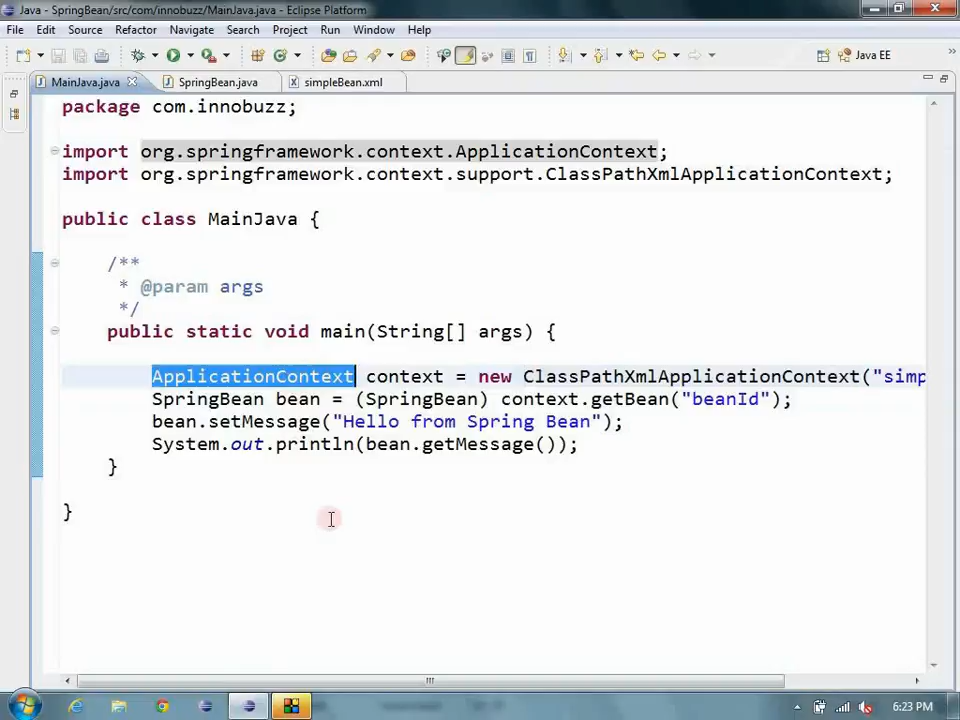 Java - SpringBean/src/com/innobuzz/MainJava.java - Eclipse Platform
File Edit Source Refactor Navigate Search Project Run Window Help
Java EE
MainJava.java SpringBean.java simpleBean.xml
package com.innobuzz;
import org.springframework.context.ApplicationContext;
import org.springframework.context.support.ClassPathXmlApplicationContext;
public class MainJava {
/**
* @param args
*/
public static void main(String[] args) {
ApplicationContext context = new ClassPathXmlApplicationContext("simp
SpringBean bean = (SpringBean) context.getBean("beanId");
bean.setMessage("Hello from Spring Bean");
System.out.println(bean.getMessage());
}
}
6:23 PM